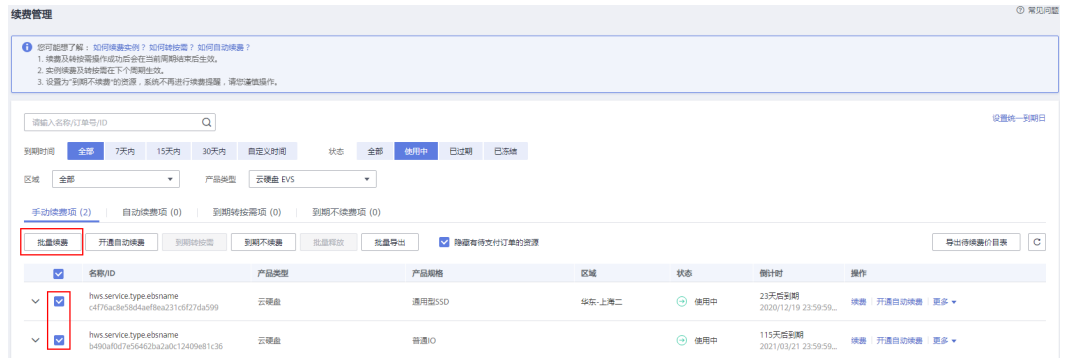 续费管理
常见问题
您可能想了解：如何续费实例？如何转按需？如何自动续费？
1. 续费及转按需操作成功后会在当前周期结束后生效。
2. 实例续费及转按需在下个周期生效。
3. 设置为"到期不续费"的资源，系统不再进行续费提醒，请您谨慎操作。
请输入名称/订单号/ID
设置统一到期日
到期时间 全部 7天内 15天内 30天内 自定义时间 状态 全部 使用中 已过期 已冻结
区域 全部 产品类型 云硬盘 EVS
手动续费项 (2) 自动续费项 (0) 到期转按需项 (0) 到期不续费项 (0)
批量续费 开通自动续费 到期转按需 到期不续费 批量释放 批量导出 隐藏有待支付订单的资源 导出待续费价目表
名称/ID 产品类型 产品规格 区域 状态 倒计时 操作
hws.service.type.ebsname 云硬盘 通用型SSD 华东-上海二 使用中 23天后到期 续费 开通自动续费 更多
c4f76ac8e58d4aef8ea231c6f27da599 2020/12/19 23:59:59...
hws.service.type.ebsname 云硬盘 普通IO 使用中 115天后到期 续费 开通自动续费 更多
b490af0d7e56462ba2a0c12409e81c36 2021/03/21 23:59:59...